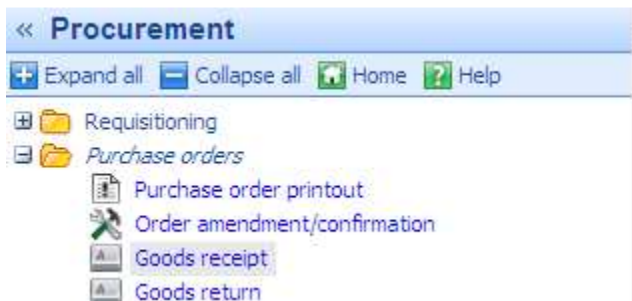 « Procurement
Expand all Collapse all Home Help
Requisitioning
Purchase orders
Purchase order printout
Order amendment/confirmation
Goods receipt
Goods return